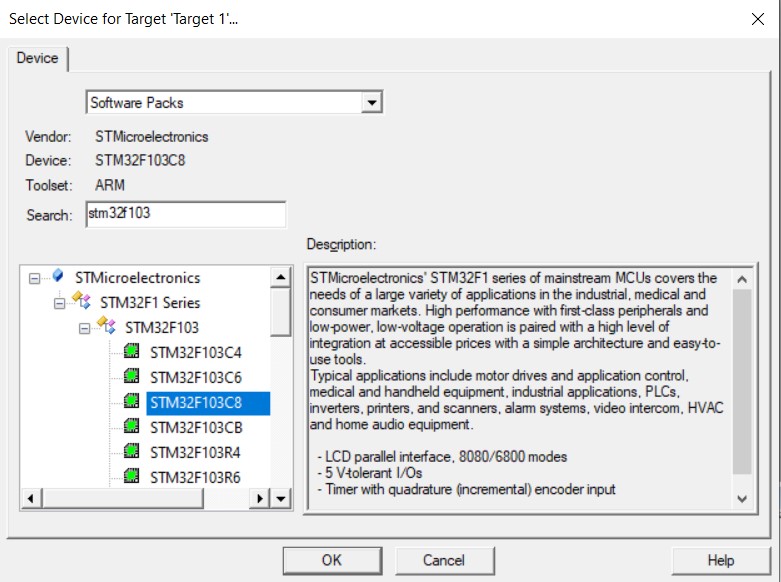 Select Device for Target 'Target 1'...
Device
Software Packs
Vendor: STMicroelectronics
Device: STM32F103C8
Toolset: ARM
Search: stm32f103
STMicroelectronics
STM32F1 Series
STM32F103
STM32F103C4
STM32F103C6
STM32F103C8
STM32F103CB
STM32F103R4
STM32F103R6
Description:
STMicroelectronics' STM32F1 series of mainstream MCUs covers the
needs of a large variety of applications in the industrial, medical and
consumer markets. High performance with first-class peripherals and
low-power, low-voltage operation is paired with a high level of
integration at accessible prices with a simple architecture and easy-to-
use tools.
Typical applications include motor drives and application control,
medical and handheld equipment, industrial applications, PLCs,
inverters, printers, and scanners, alarm systems, video intercom, HVAC
and home audio equipment.
- LCD parallel interface, 8080/6800 modes
- 5 V-tolerant I/Os
- Timer with quadrature (incremental) encoder input
OK
Cancel
Help